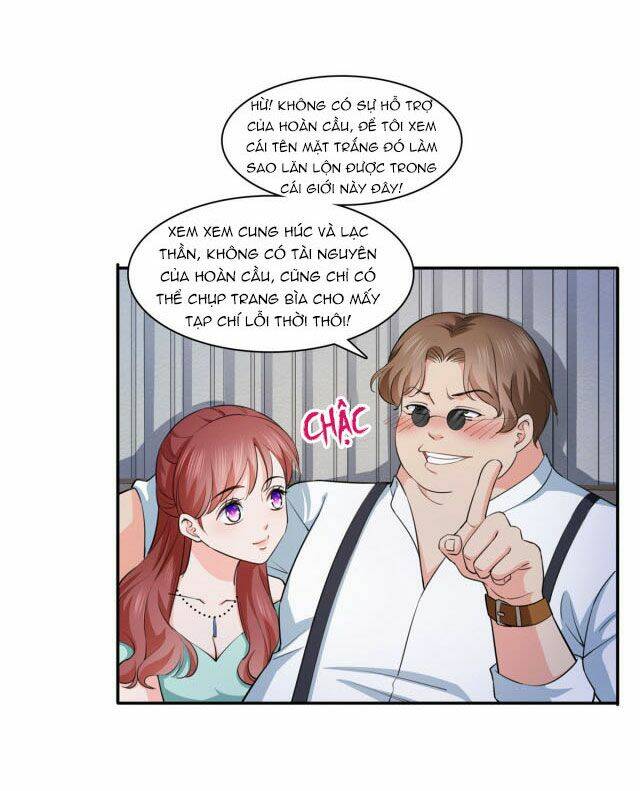 HỪ! KHÔNG CÓ SỰ HỖ TRỢ
CỦA HOÀN CẦU, ĐỂ TÔI XEM
CÁI TÊN MẶT TRẮNG ĐÓ LÀM
SAO LĂN LỘN ĐƯỢC TRONG
CÁI GIỚI NÀY ĐÂY!
XEM XEM CUNG HÚC VÀ LẠC
THẦN, KHÔNG CÓ TÀI NGUYÊN
CỦA HOÀN CẦU, CŨNG CHỈ CÓ
THỂ CHỤP TRANG BÌA CHO MẤY
TẠP CHÍ LỖI THỜI THÔI!
CHẬC